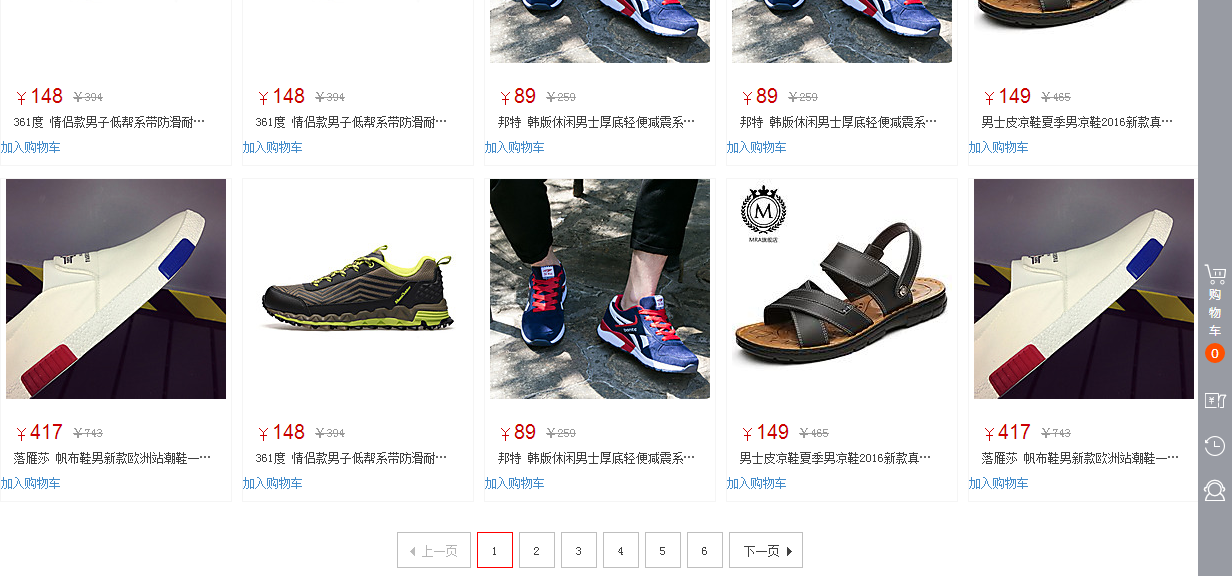 ￥148 ￥394
361度 情侣款男子低帮系带防滑耐…
加入购物车
￥148 ￥394
361度 情侣款男子低帮系带防滑耐…
加入购物车
￥89 ￥259
邦特 韩版休闲男士厚底轻便减震系…
加入购物车
￥89 ￥259
邦特 韩版休闲男士厚底轻便减震系…
加入购物车
￥149 ￥465
男士皮凉鞋夏季男凉鞋2016新款真…
加入购物车
￥417 ￥743
落雁莎 帆布鞋男新款欧洲站潮鞋一…
加入购物车
￥148 ￥394
361度 情侣款男子低帮系带防滑耐…
加入购物车
￥89 ￥259
邦特 韩版休闲男士厚底轻便减震系…
加入购物车
M
MRA旗舰店
￥149 ￥465
男士皮凉鞋夏季男凉鞋2016新款真…
加入购物车
￥417 ￥743
落雁莎 帆布鞋男新款欧洲站潮鞋一…
加入购物车
上一页 1 2 3 4 5 6 下一页
购
物
车
0